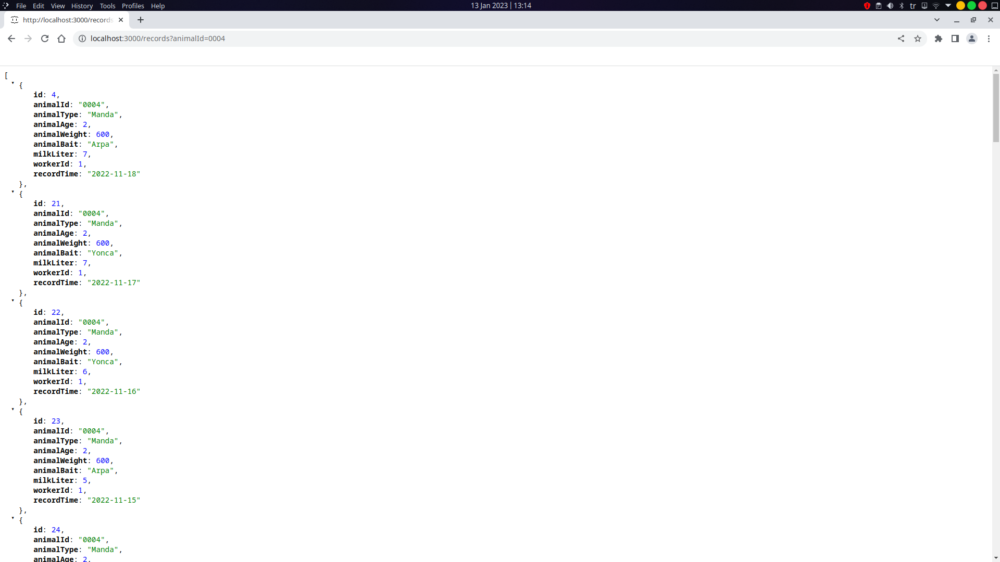 File Edit View History Tools Profiles Help
13 Jan 2023 | 13:14
tr
http://localhost:3000/records
localhost:3000/records?animalId=0004
[
{
id: 4,
animalId: "0004",
animalType: "Manda",
animalAge: 2,
animalWeight: 600,
animalBait: "Arpa",
milkLiter: 7,
workerId: 1,
recordTime: "2022-11-18"
},
{
id: 21,
animalId: "0004",
animalType: "Manda",
animalAge: 2,
animalWeight: 600,
animalBait: "Yonca",
milkLiter: 7,
workerId: 1,
recordTime: "2022-11-17"
},
{
id: 22,
animalId: "0004",
animalType: "Manda",
animalAge: 2,
animalWeight: 600,
animalBait: "Yonca",
milkLiter: 6,
workerId: 1,
recordTime: "2022-11-16"
},
{
id: 23,
animalId: "0004",
animalType: "Manda",
animalAge: 2,
animalWeight: 600,
animalBait: "Arpa",
milkLiter: 5,
workerId: 1,
recordTime: "2022-11-15"
},
{
id: 24,
animalId: "0004",
animalType: "Manda",
animalAge: 2,